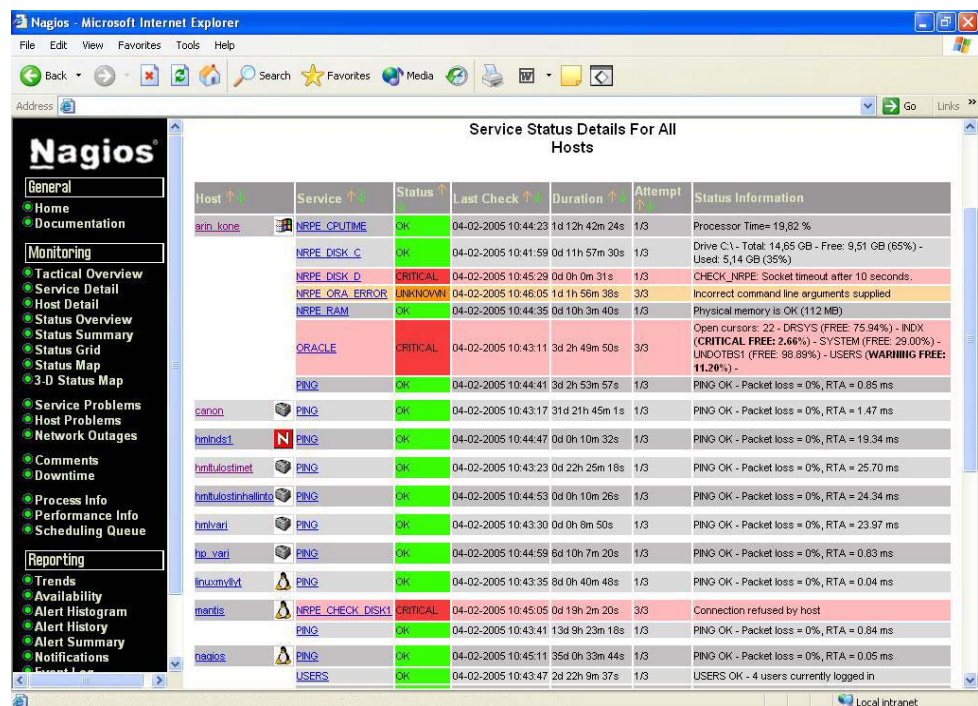 Nagios - Microsoft Internet Explorer
File Edit View Favorites Tools Help
Back Search Favorites Media
Address Go Links »
Nagios
General
Home
Documentation
Monitoring
Tactical Overview
Service Detail
Host Detail
Status Overview
Status Summary
Status Grid
Status Map
3-D Status Map
Service Problems
Host Problems
Network Outages
Comments
Downtime
Process Info
Performance Info
Scheduling Queue
Reporting
Trends
Availability
Alert Histogram
Alert History
Alert Summary
Notifications
Event Log
Service Status Details For All
Hosts
Host Service Status Last Check Duration Attempt Status Information
arin_kone NRPE_CPUTIME OK 04-02-2005 10:44:23 1d 12h 42m 24s 1/3 Processor Time= 19,82 %
NRPE_DISK_C OK 04-02-2005 10:41:59 0d 11h 57m 30s 1/3 Drive C:\ - Total: 14,65 GB - Free: 9,51 GB (65%) -
Used: 5,14 GB (35%)
NRPE_DISK_D CRITICAL 04-02-2005 10:45:29 0d 0h 0m 31s 1/3 CHECK_NRPE: Socket timeout after 10 seconds.
NRPE_ORA_ERROR UNKNOWN 04-02-2005 10:46:05 1d 1h 56m 38s 3/3 Incorrect command line arguments supplied
NRPE_RAM OK 04-02-2005 10:44:35 0d 10h 3m 40s 1/3 Physical memory is OK (112 MB)
ORACLE CRITICAL 04-02-2005 10:43:11 3d 2h 49m 50s 3/3 Open cursors: 22 - DRSYS (FREE: 75.94%) - INDX
(CRITICAL FREE: 2.66%) - SYSTEM (FREE: 29.00%) -
UNDOTBS1 (FREE: 98.89%) - USERS (WARNING FREE:
11.20%) -
PING OK 04-02-2005 10:44:41 3d 2h 53m 57s 1/3 PING OK - Packet loss = 0%, RTA = 0.85 ms
canon PING OK 04-02-2005 10:43:17 31d 21h 45m 1s 1/3 PING OK - Packet loss = 0%, RTA = 1.47 ms
hmlnds1 N PING OK 04-02-2005 10:44:47 0d 0h 10m 32s 1/3 PING OK - Packet loss = 0%, RTA = 19.34 ms
hmltulostimet PING OK 04-02-2005 10:43:23 0d 22h 25m 18s 1/3 PING OK - Packet loss = 0%, RTA = 25.70 ms
hmltulostinhallinto PING OK 04-02-2005 10:44:53 0d 0h 10m 26s 1/3 PING OK - Packet loss = 0%, RTA = 24.34 ms
hmlvari PING OK 04-02-2005 10:43:30 0d 0h 8m 50s 1/3 PING OK - Packet loss = 0%, RTA = 23.97 ms
hp_vari PING OK 04-02-2005 10:44:59 6d 10h 7m 20s 1/3 PING OK - Packet loss = 0%, RTA = 0.83 ms
linuxmyllyt PING OK 04-02-2005 10:43:35 8d 0h 40m 48s 1/3 PING OK - Packet loss = 0%, RTA = 0.04 ms
mantis NRPE_CHECK_DISK1 CRITICAL 04-02-2005 10:45:05 0d 19h 2m 20s 3/3 Connection refused by host
PING OK 04-02-2005 10:43:41 13d 9h 23m 18s 1/3 PING OK - Packet loss = 0%, RTA = 0.84 ms
nagios PING OK 04-02-2005 10:45:11 35d 0h 33m 44s 1/3 PING OK - Packet loss = 0%, RTA = 0.05 ms
USERS OK 04-02-2005 10:43:47 2d 22h 9m 37s 1/3 USERS OK - 4 users currently logged in
Local intranet